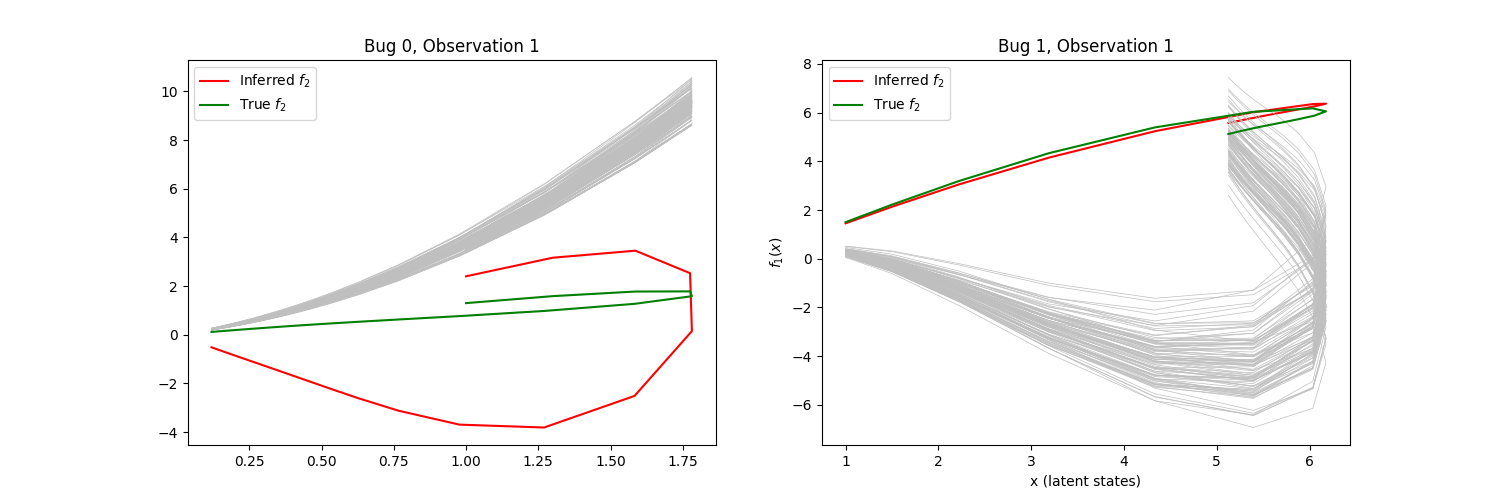 Bug 0, Observation 1
Inferred f₂
True f₂
10
8
6
4
2
0
−2
−4
0.25 0.50 0.75 1.00 1.25 1.50 1.75
Bug 1, Observation 1
Inferred f₂
True f₂
8
6
4
2
0
−2
−4
−6
f₁(x)
1 2 3 4 5 6
x (latent states)